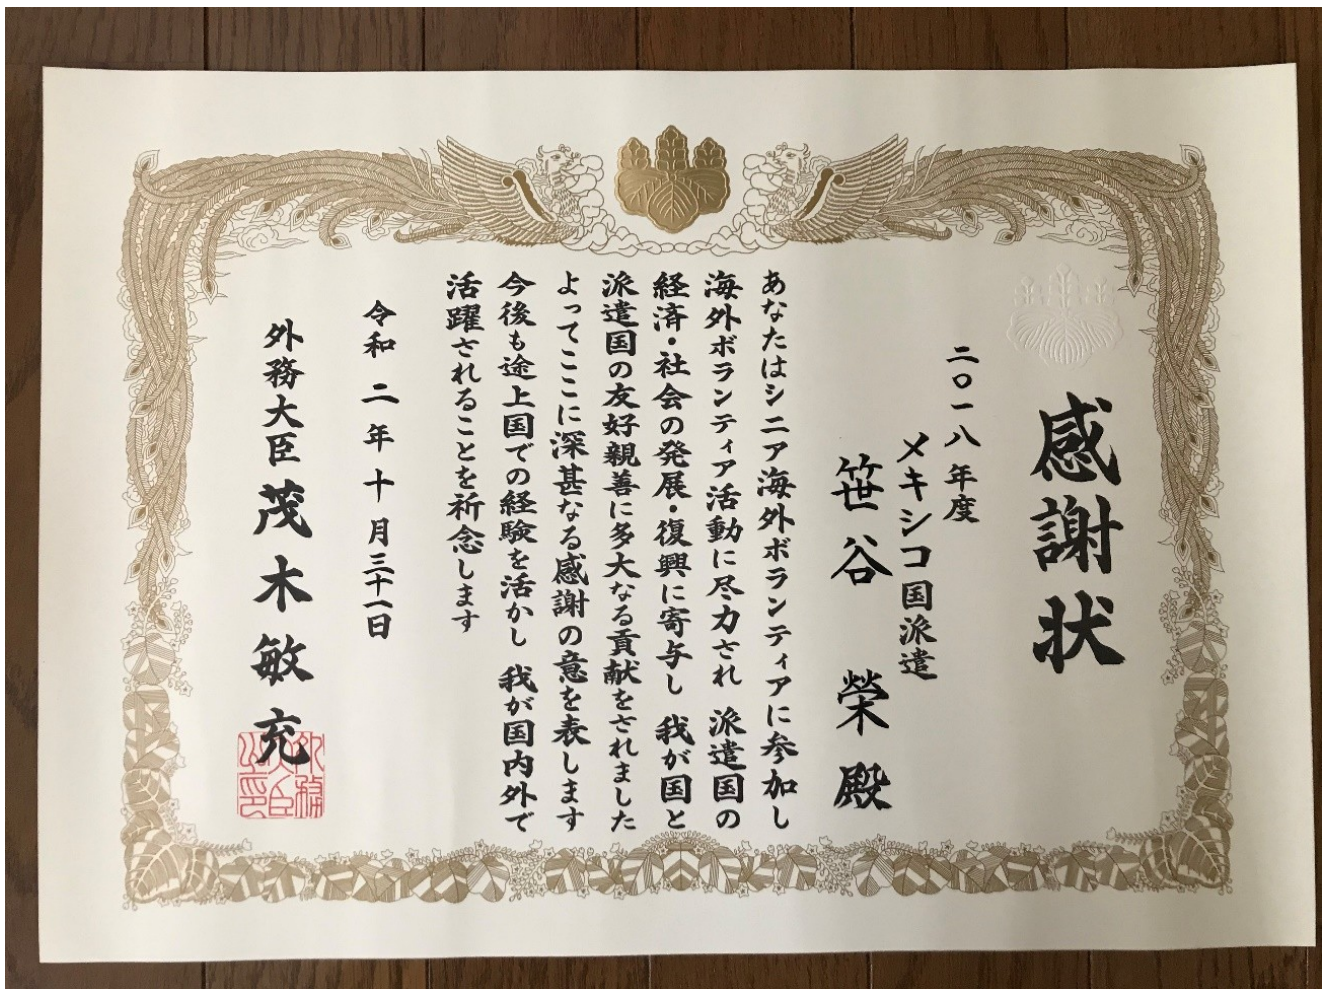 感謝状
二〇一八年度
メキシコ国派遣
笹谷 榮 殿
あなたはシニア海外ボランティアに参加し
海外ボランティア活動に尽力され 派遣国の
経済・社会の発展・復興に寄与し 我が国と
派遣国の友好親善に多大なる貢献をされました
よってここに深甚なる感謝の意を表します
今後も途上国での経験を活かし 我が国内外で
活躍されることを祈念します
令和 二年 十月 三十一日
外務大臣 茂木敏充
外務大臣之印